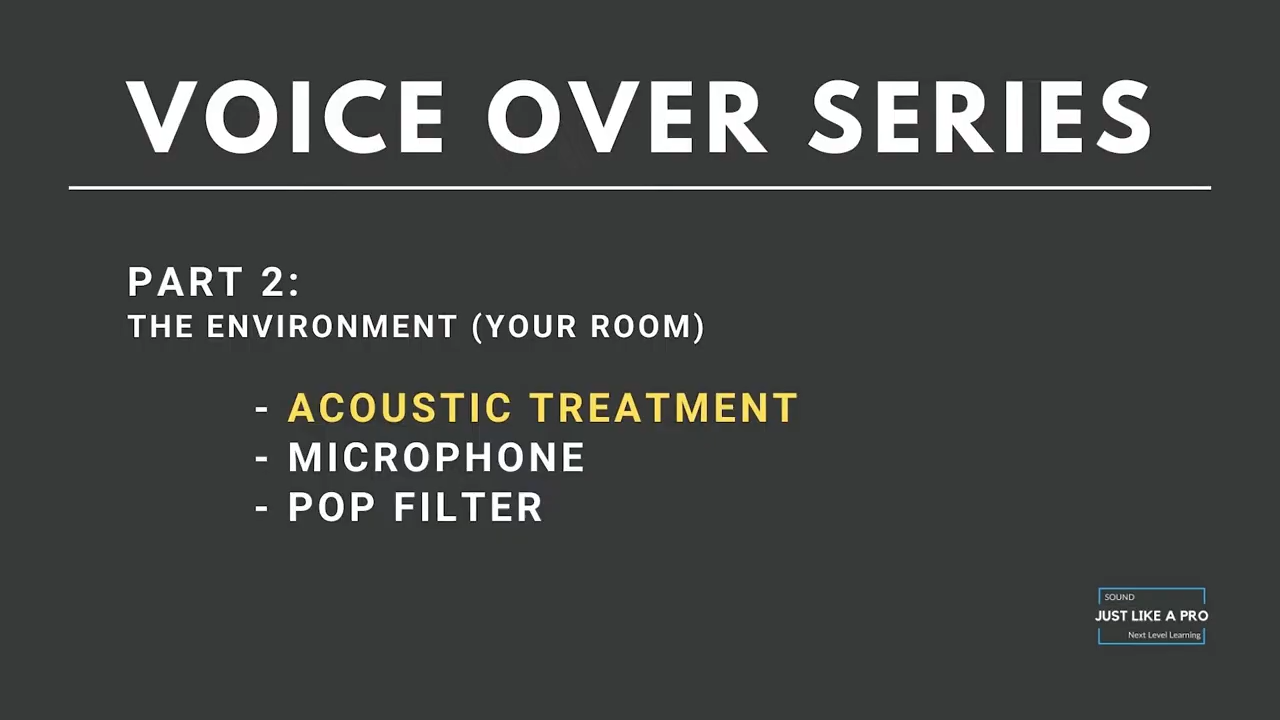 VOICE OVER SERIES
PART 2:
THE ENVIRONMENT (YOUR ROOM)
- ACOUSTIC TREATMENT
- MICROPHONE
- POP FILTER
SOUND
JUST LIKE A PRO
Next Level Learning